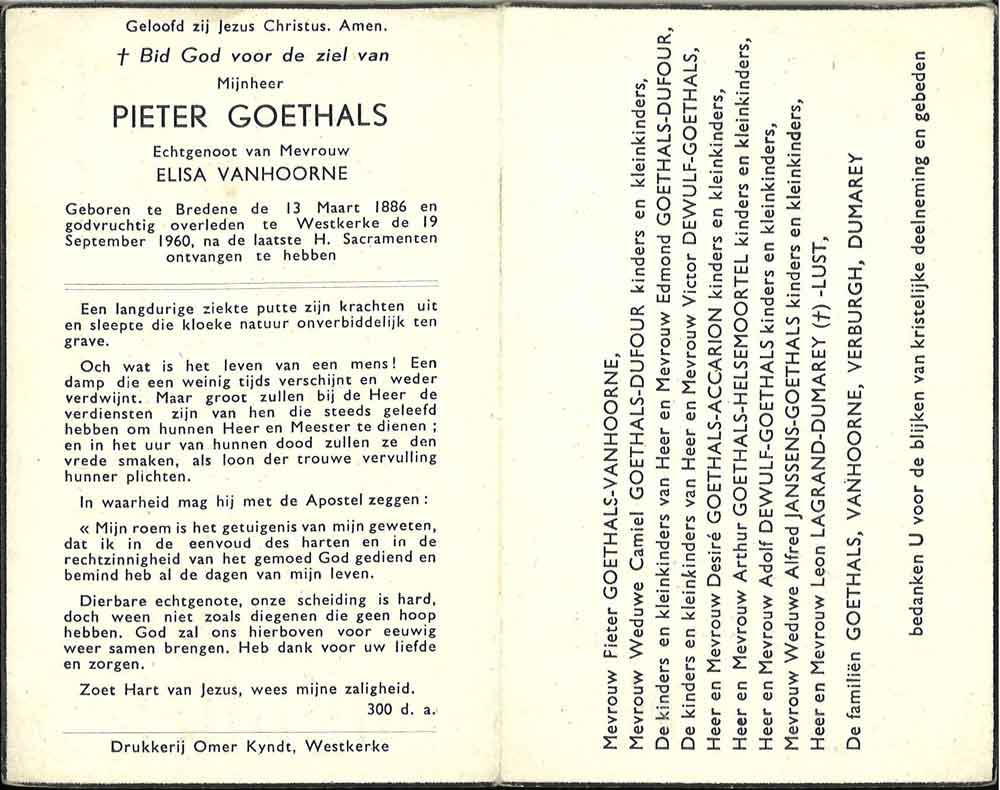 Geloofd zij Jezus Christus. Amen.
† Bid God voor de ziel van
Mijnheer
PIETER GOETHALS
Echtgenoot van Mevrouw
ELISA VANHOORNE
Geboren te Bredene de 13 Maart 1886 en
godvruchtig overleden te Westkerke de 19
September 1960, na de laatste H. Sacramenten
ontvangen te hebben
Een langdurige ziekte putte zijn krachten uit
en sleepte die kloeke natuur onverbiddelijk ten
grave.
Och wat is het leven van een mens! Een
damp die een weinig tijds verschijnt en weder
verdwijnt. Maar groot zullen bij de Heer de
verdiensten zijn van hen die steeds geleefd
hebben om hunnen Heer en Meester te dienen ;
en in het uur van hunnen dood zullen ze den
vrede smaken, als loon der trouwe vervulling
hunner plichten.
In waarheid mag hij met de Apostel zeggen :
« Mijn roem is het getuigenis van mijn geweten,
dat ik in de eenvoud des harten en in de
rechtzinnigheid van het gemoed God gediend en
bemind heb al de dagen van mijn leven.
Dierbare echtgenote, onze scheiding is hard,
doch ween niet zoals diegenen die geen hoop
hebben. God zal ons hierboven voor eeuwig
weer samen brengen. Heb dank voor uw liefde
en zorgen.
Zoet Hart van Jezus, wees mijne zaligheid.
300 d. a.
Drukkerij Omer Kyndt, Westkerke
Mevrouw Pieter GOETHALS-VANHOORNE,
Mevrouw Weduwe Camiel GOETHALS-DUFOUR kinders en kleinkinders,
De kinders en kleinkinders van Heer en Mevrouw Edmond GOETHALS-DUFOUR,
De kinders en kleinkinders van Heer en Mevrouw Victor DEWULF-GOETHALS,
Heer en Mevrouw Desiré GOETHALS-ACCARION kinders en kleinkinders,
Heer en Mevrouw Arthur GOETHALS-HELSEMOORTEL kinders en kleinkinders,
Heer en Mevrouw Adolf DEWULF-GOETHALS kinders en kleinkinders,
Mevrouw Weduwe Alfred JANSSENS-GOETHALS kinders en kleinkinders,
Heer en Mevrouw Leon LAGRAND-DUMAREY (†) -LUST,
De familiën GOETHALS, VANHOORNE, VERBURGH, DUMAREY
bedanken U voor de blijken van kristelijke deelneming en gebeden